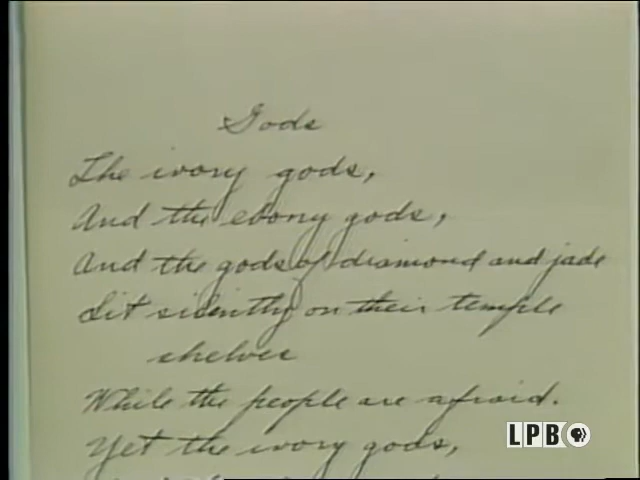 Gods
The ivory gods,
And the ebony gods,
And the gods of diamond and jade
Sit silently on their temple
shelves
While the people are afraid.
Yet the ivory gods,
LPB